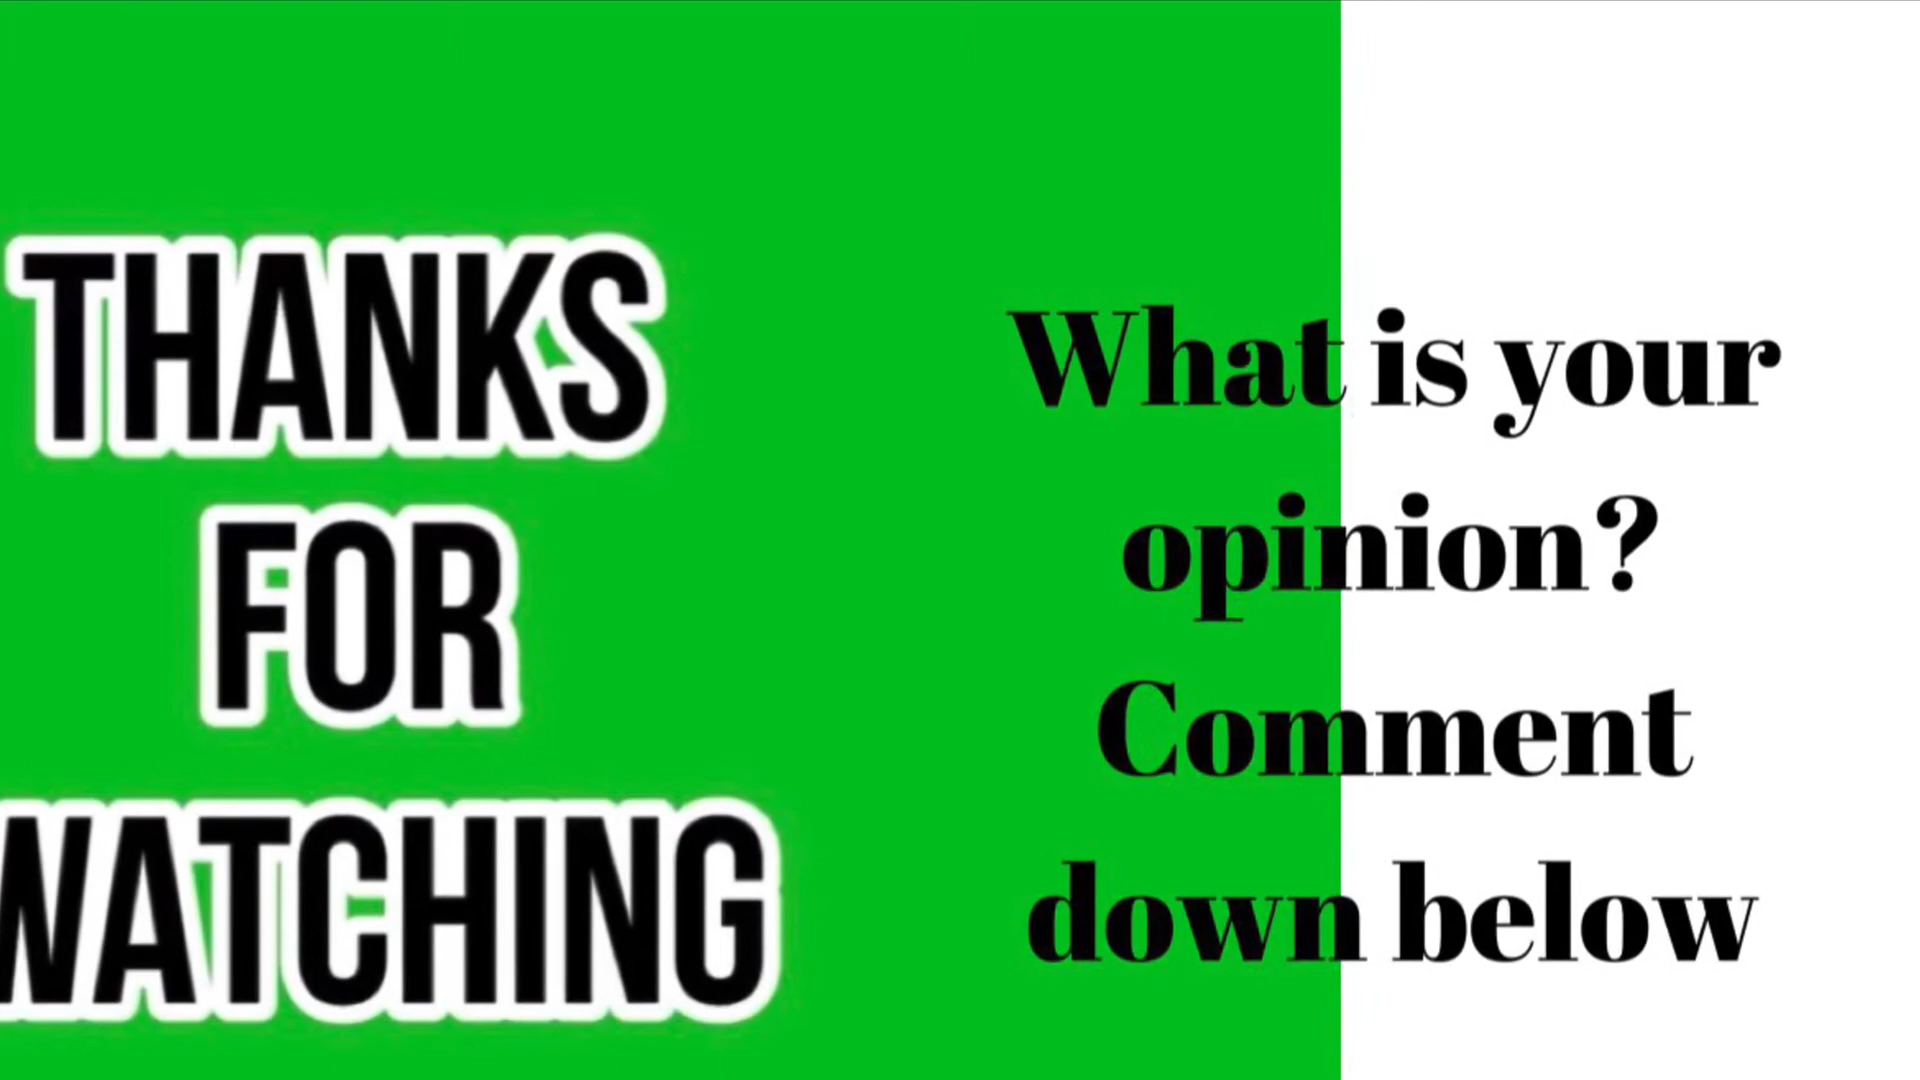 THANKS
FOR
WATCHING
What is your
opinion?
Comment
down below